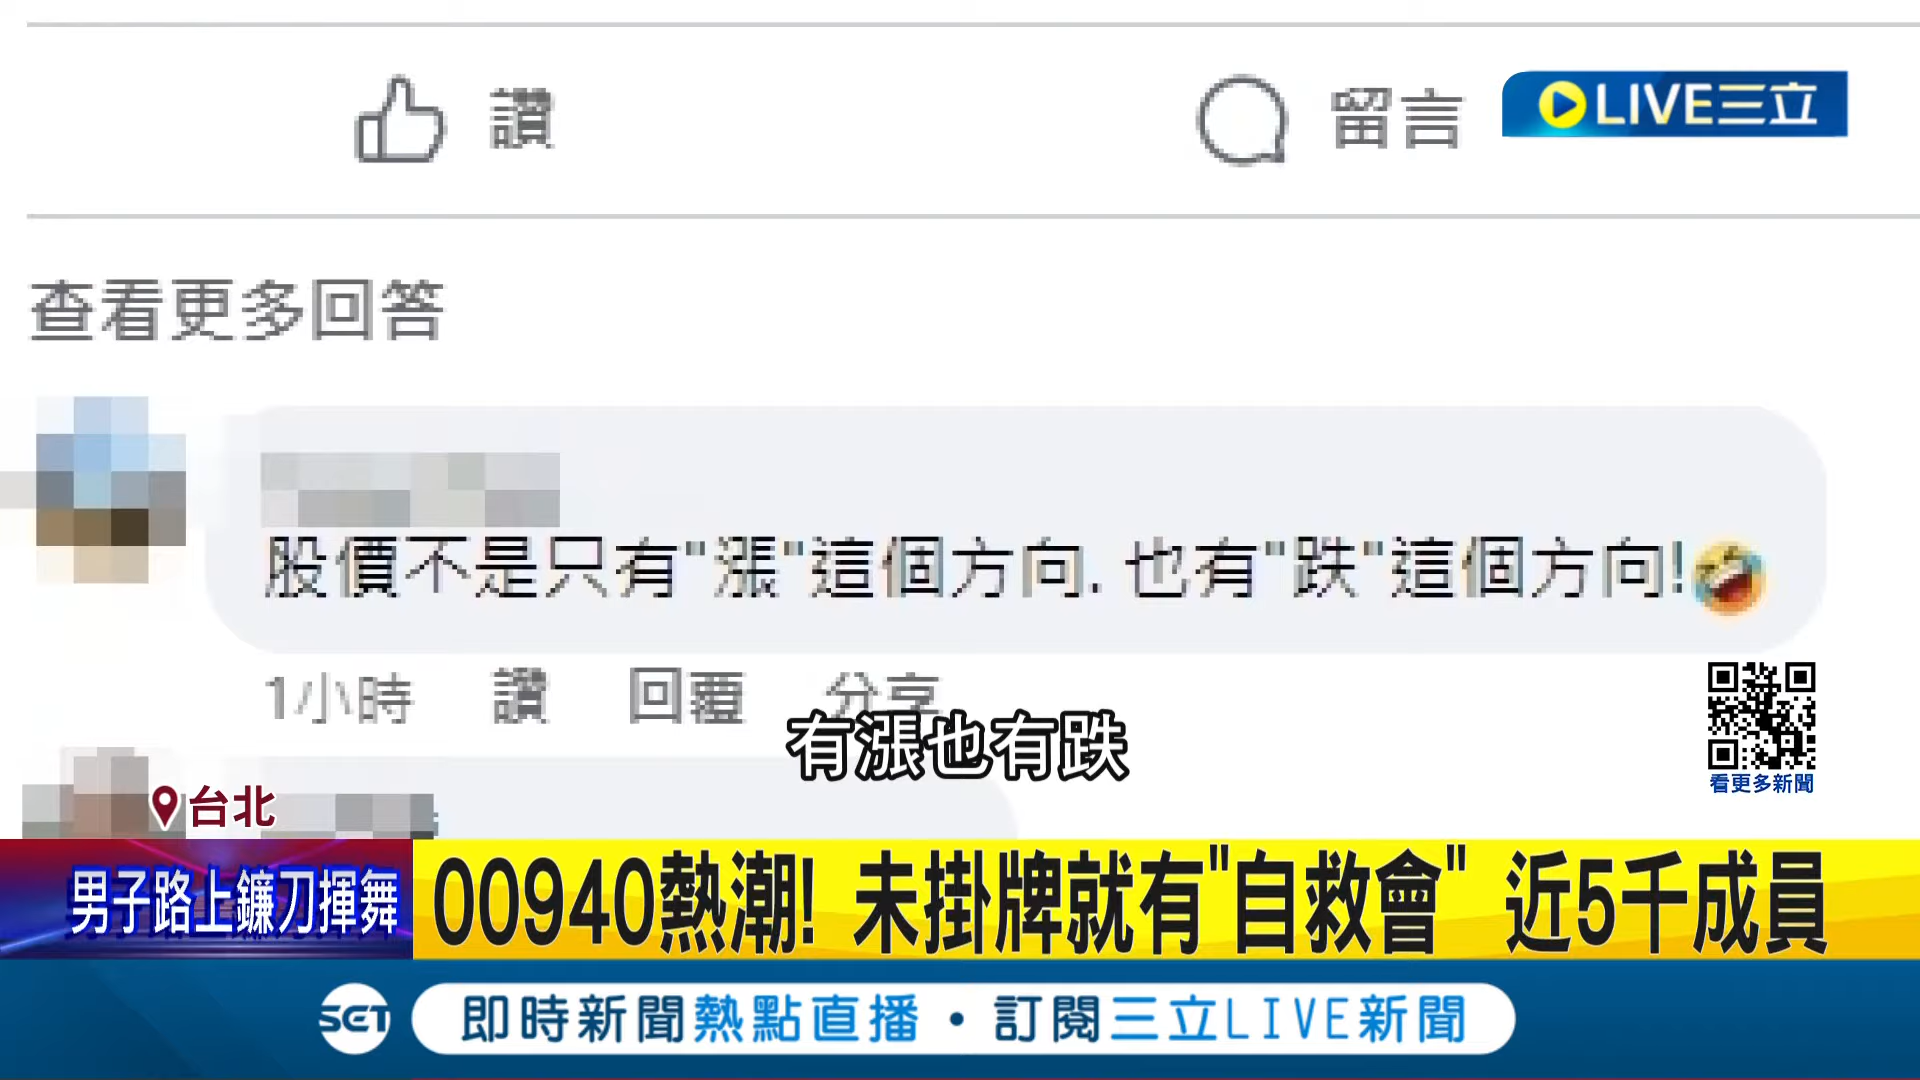 讚
留言
LIVE三立
查看更多回答
股價不是只有"漲"這個方向. 也有"跌"這個方向!🤣
1小時 讚 回覆 分享
有漲也有跌
看更多新聞
台北
男子路上鐮刀揮舞
00940熱潮! 未掛牌就有"自救會" 近5千成員
SET
即時新聞熱點直播・訂閱三立LIVE新聞